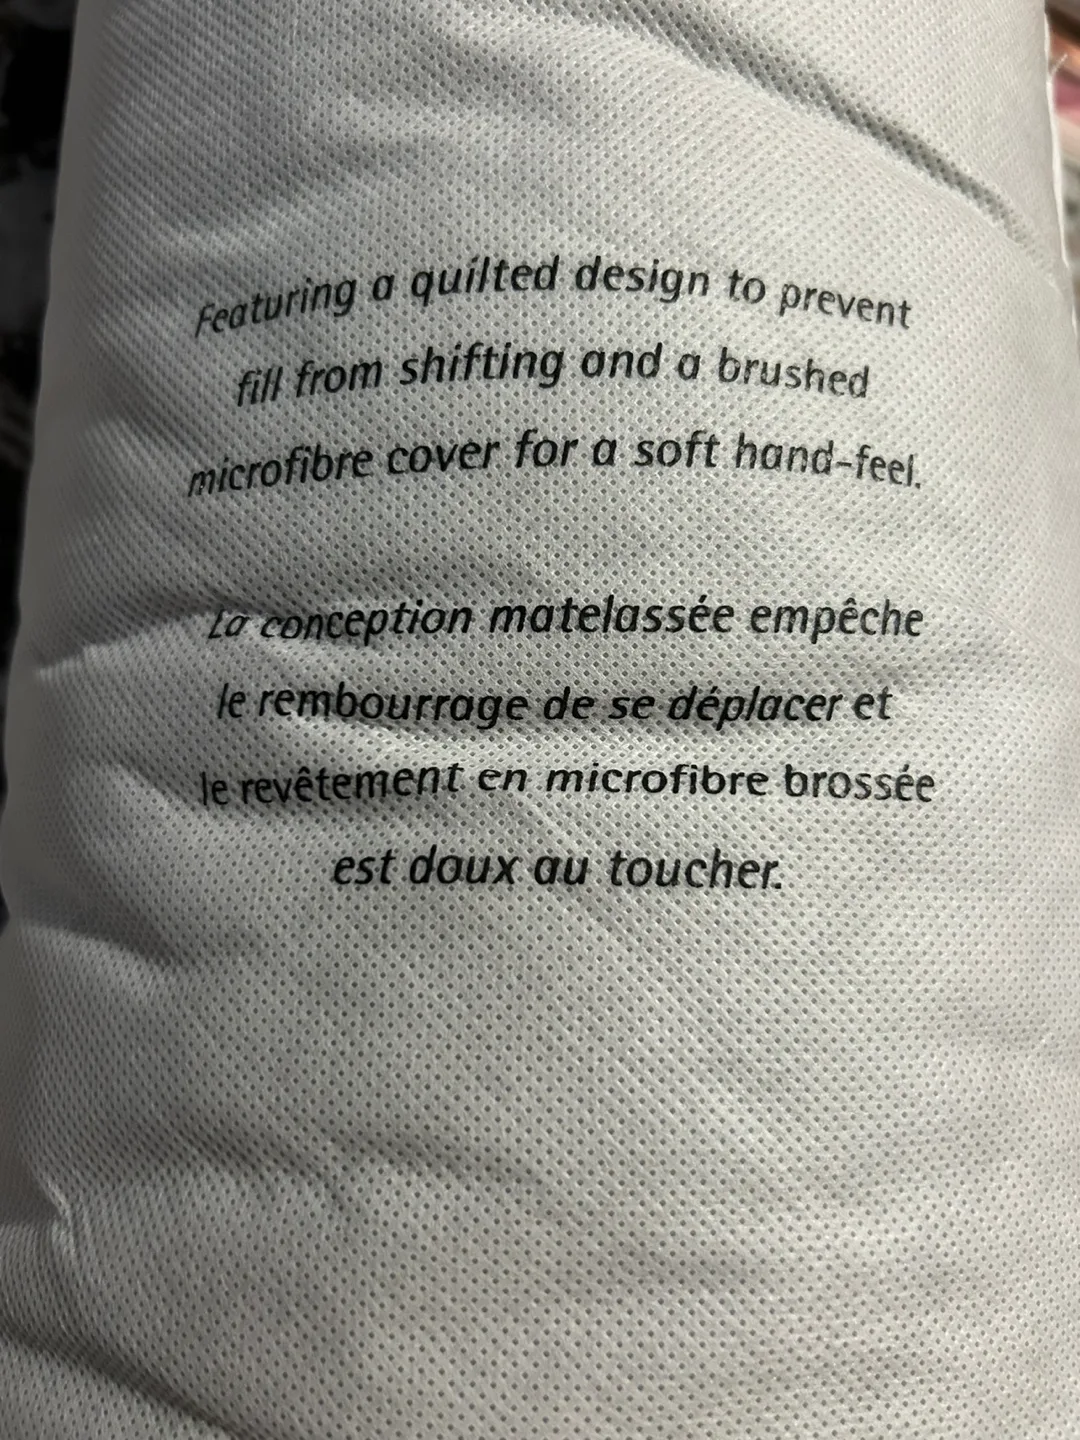 Featuring a quilted design to prevent
fill from shifting and a brushed
microfibre cover for a soft hand-feel.
La conception matelassée empêche
le rembourrage de se déplacer et
le revêtement en microfibre brossée
est doux au toucher.